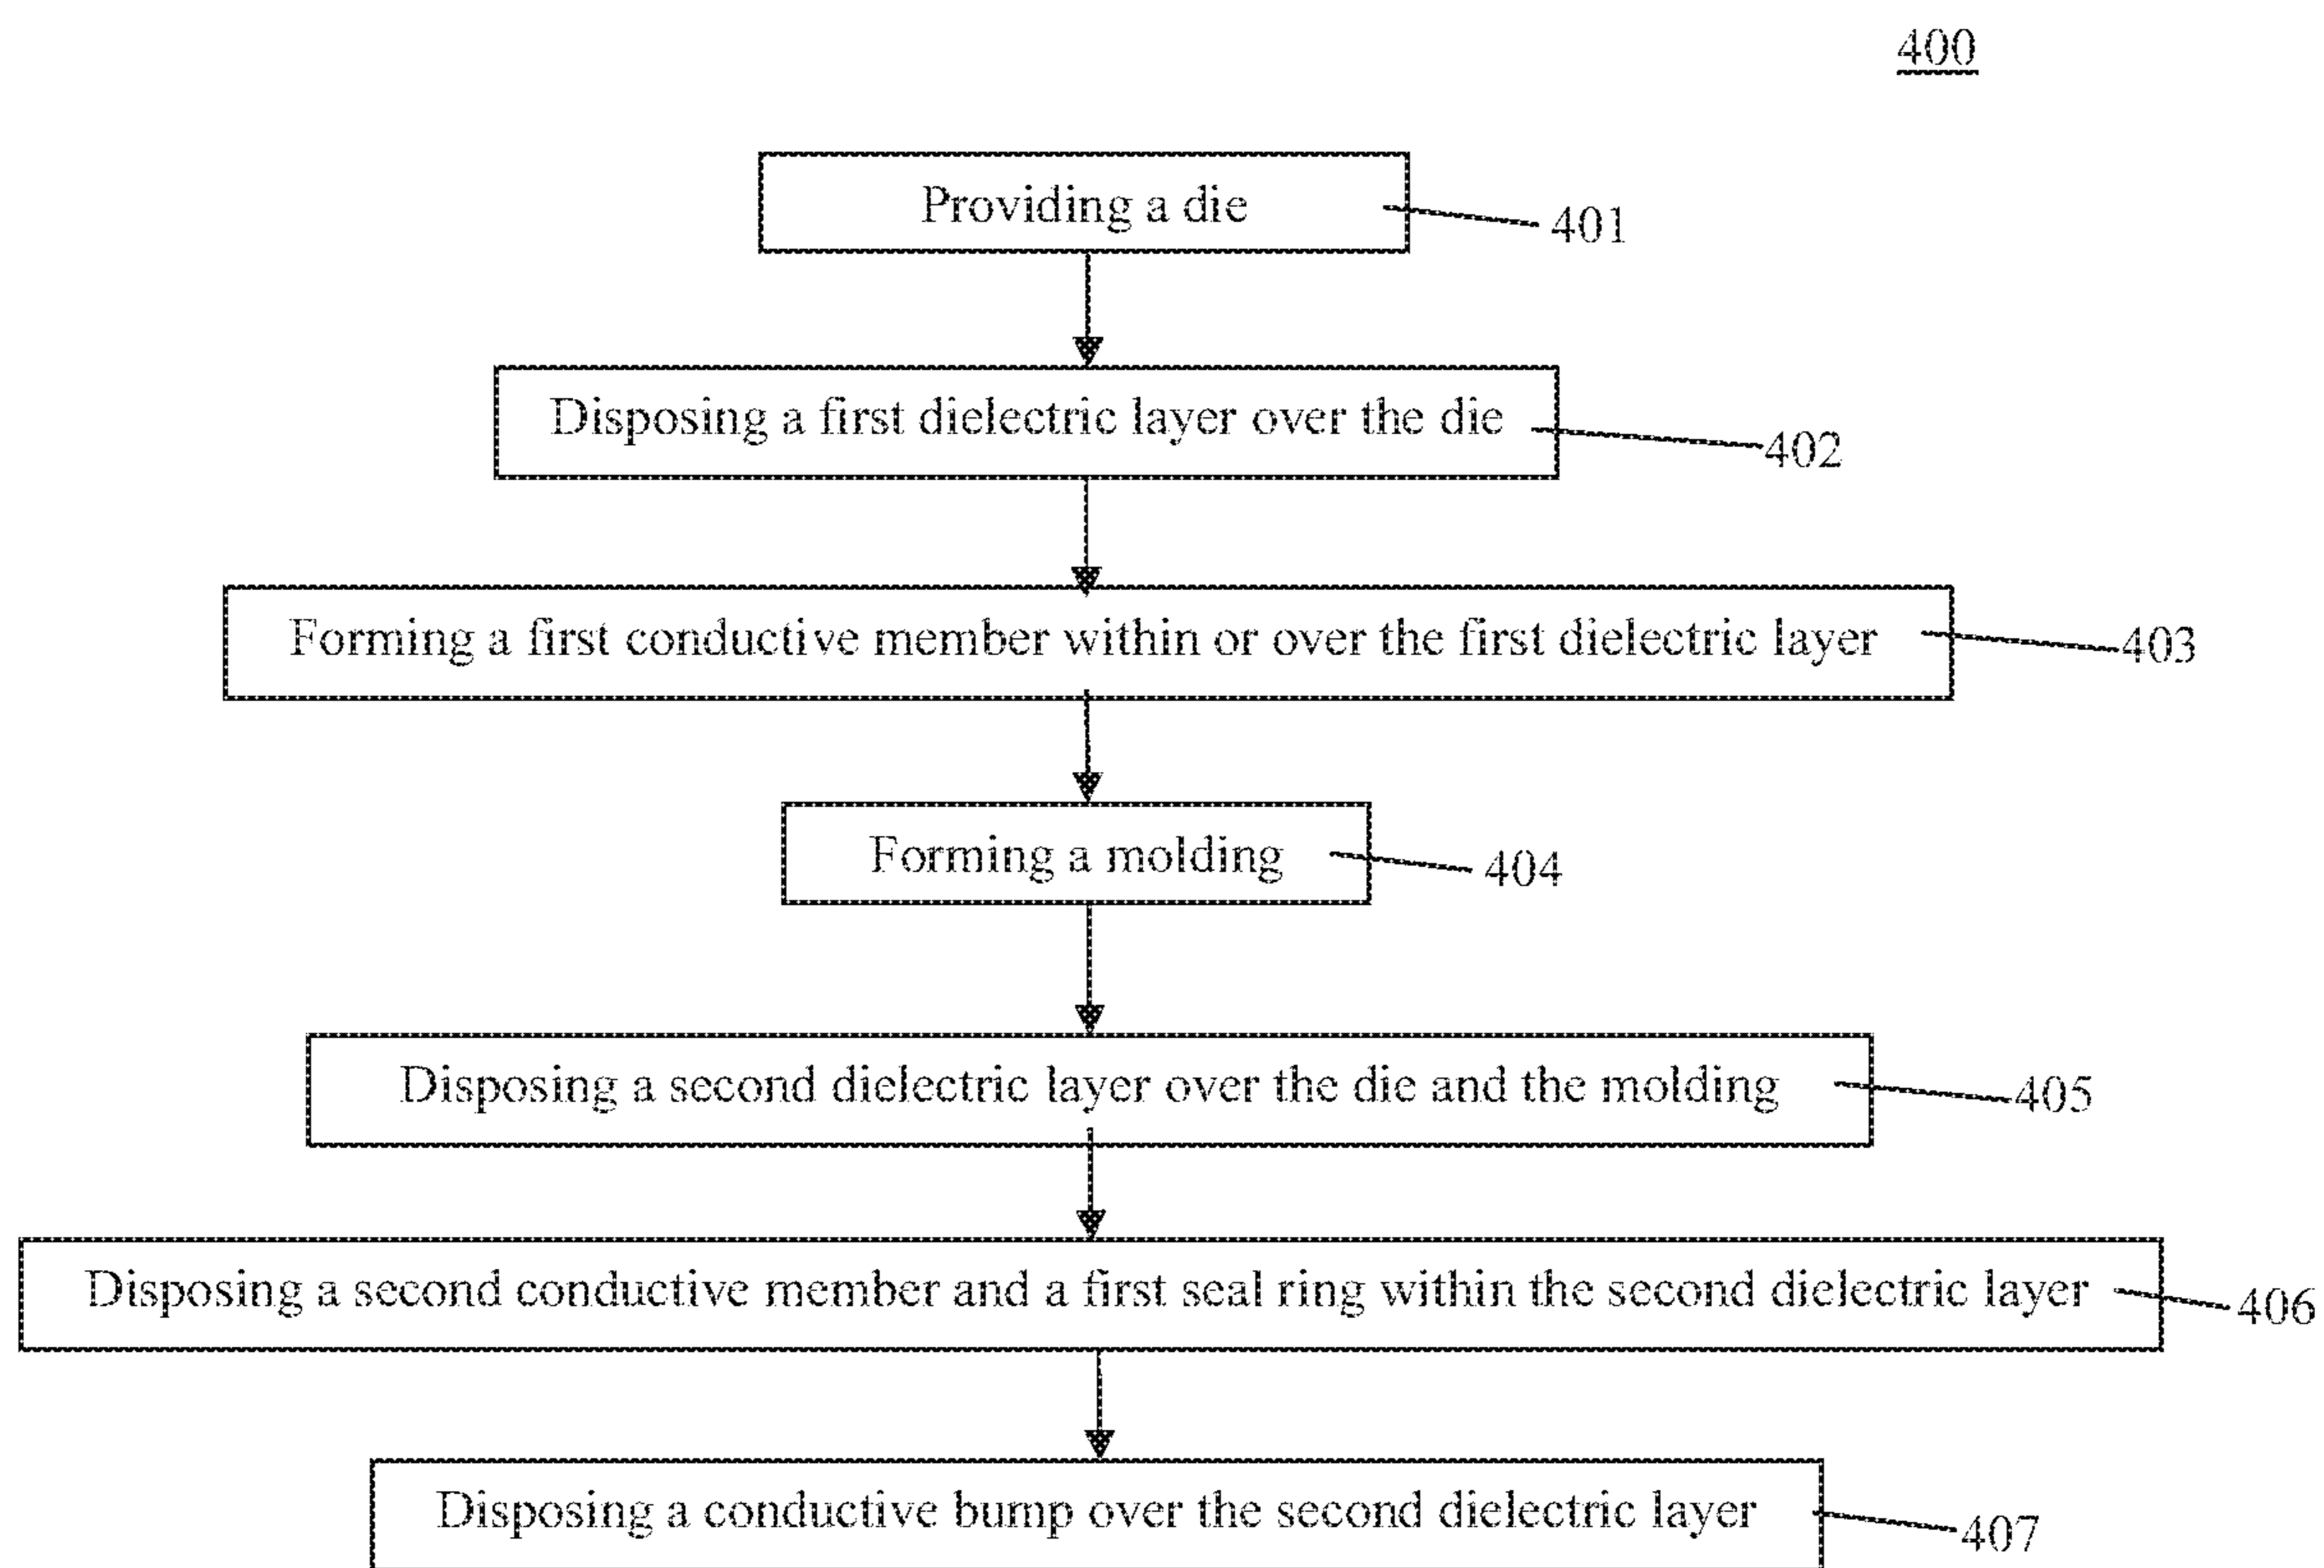 400
Providing a die
401
Disposing a first dielectric layer over the die
402
Forming a first conductive member within or over the first dielectric layer
403
Forming a molding
404
Disposing a second dielectric layer over the die and the molding
405
Disposing a second conductive member and a first seal ring within the second dielectric layer
406
Disposing a conductive bump over the second dielectric layer
407